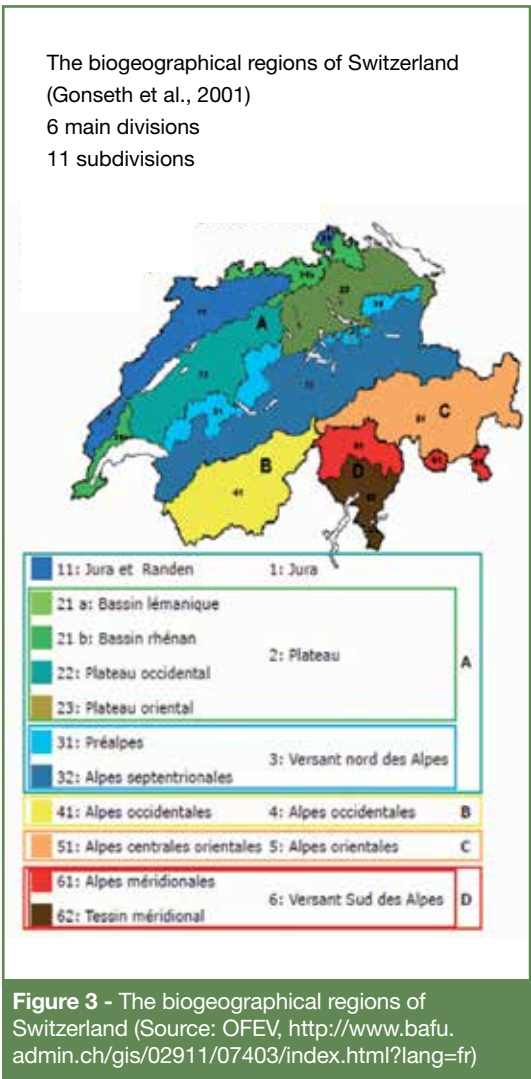 The biogeographical regions of Switzerland
(Gonseth et al., 2001)
6 main divisions
11 subdivisions
A
B
C
D
11: Jura et Randen 1: Jura
21 a: Bassin lémanique
21 b: Bassin rhénan
22: Plateau occidental
23: Plateau oriental
2: Plateau
A
31: Préalpes
32: Alpes septentrionales
3: Versant nord des Alpes
41: Alpes occidentales 4: Alpes occidentales B
51: Alpes centrales orientales 5: Alpes orientales C
61: Alpes méridionales
62: Tessin méridional
6: Versant Sud des Alpes D
Figure 3 - The biogeographical regions of
Switzerland (Source: OFEV, http://www.bafu.
admin.ch/gis/02911/07403/index.html?lang=fr)